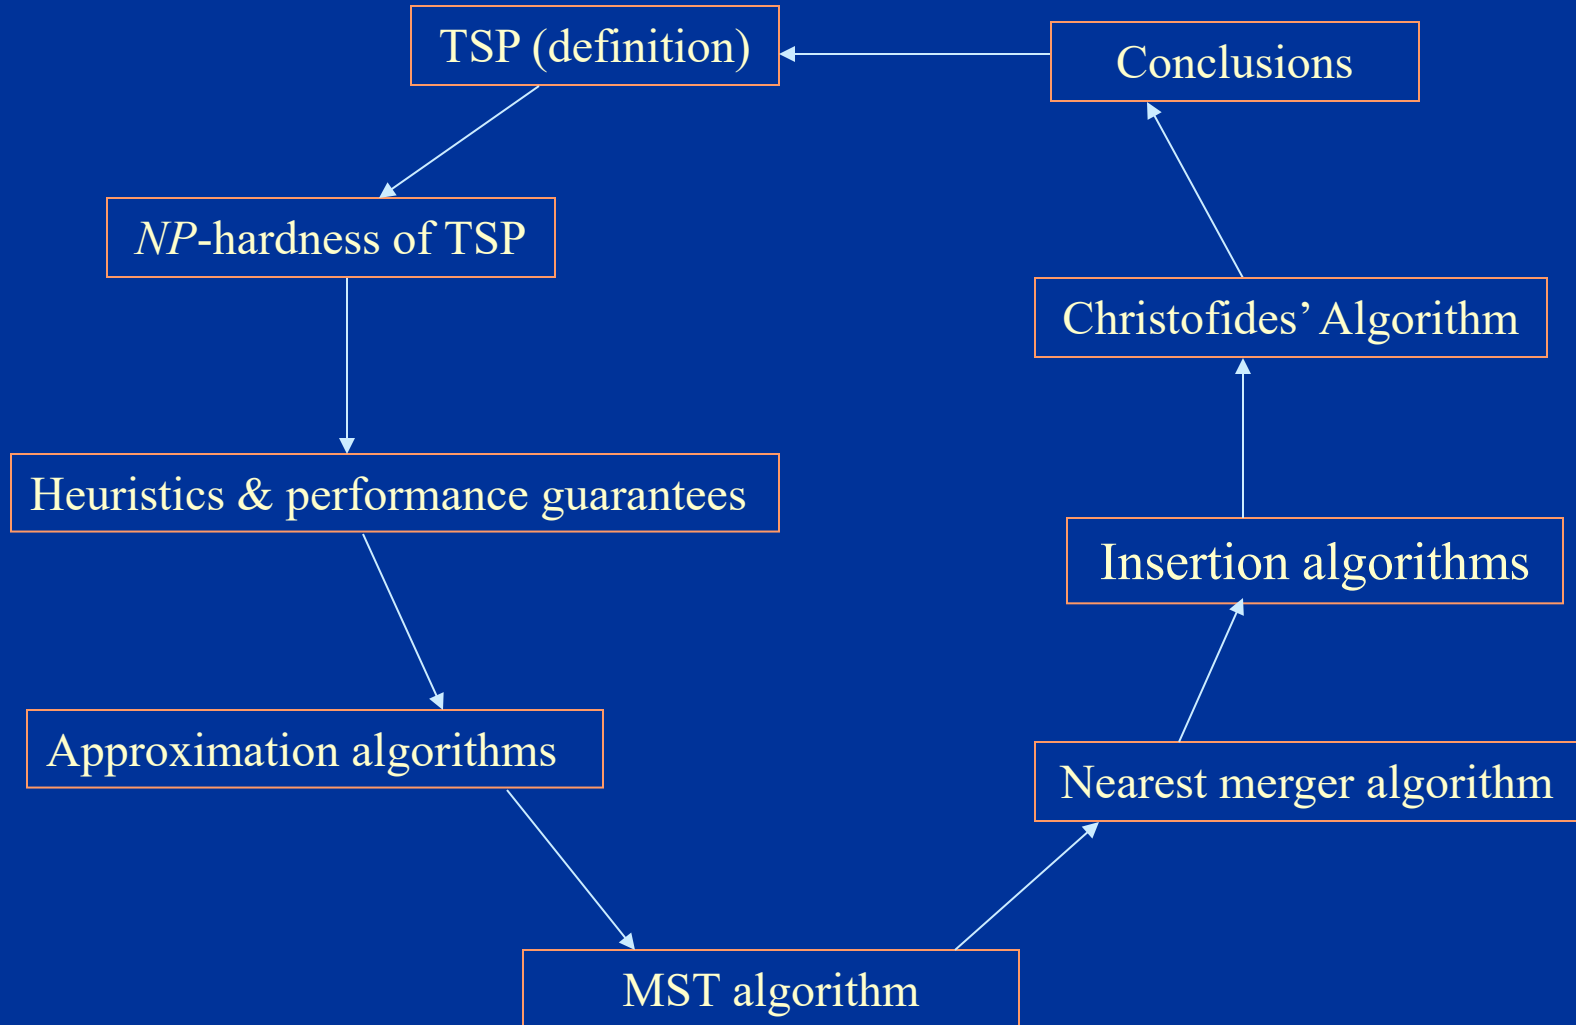 TSP (definition)
Conclusions
NP-hardness of TSP
Christofides’ Algorithm
Heuristics & performance guarantees
Insertion algorithms
Approximation algorithms
Nearest merger algorithm
MST algorithm